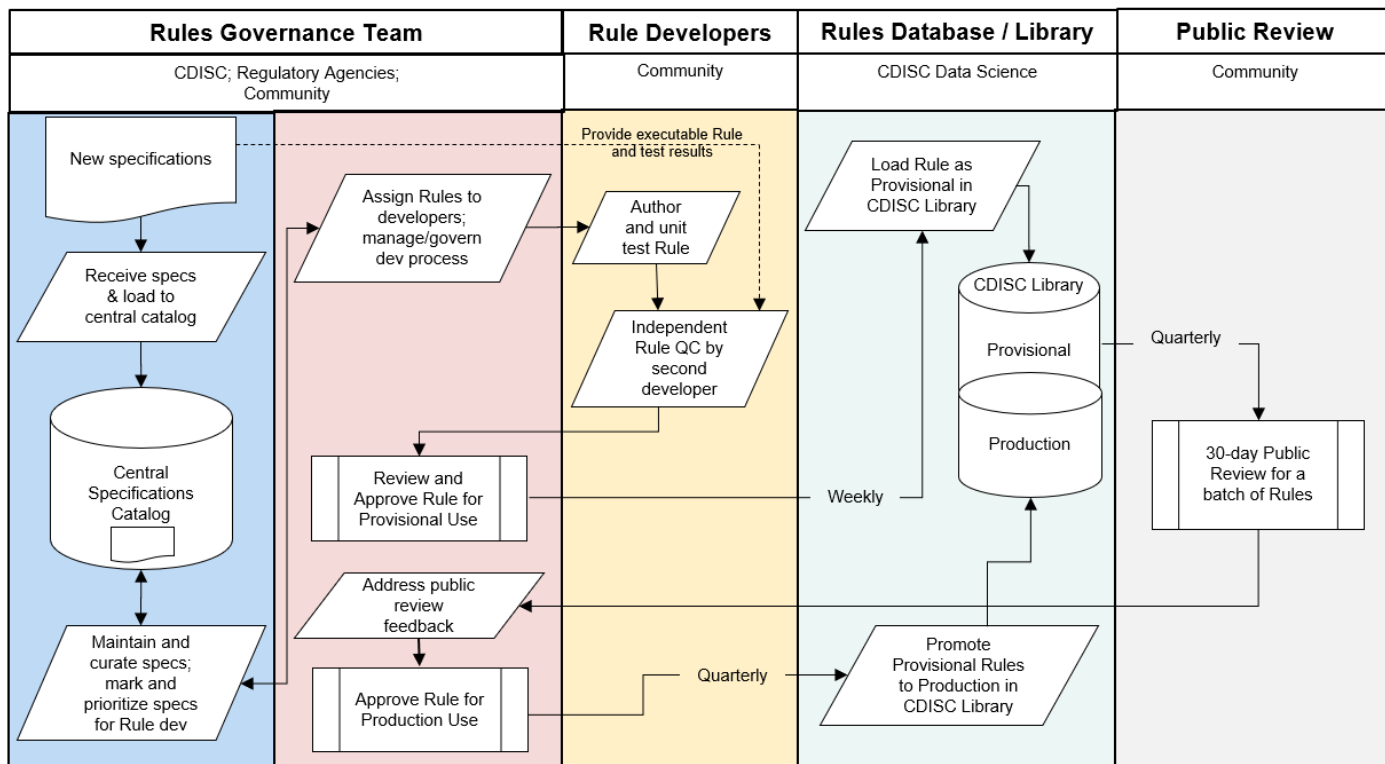 Rules Governance Team
Rule Developers
Rules Database / Library
Public Review
CDISC; Regulatory Agencies;
Community
Community
CDISC Data Science
Community
New specifications
Receive specs
& load to
central catalog
Central
Specifications
Catalog
Maintain and
curate specs;
mark and
prioritize specs
for Rule dev
Assign Rules to
developers;
manage/govern
dev process
Review and
Approve Rule for
Provisional Use
Address public
review
feedback
Approve Rule for
Production Use
Provide executable Rule
and test results
Author
and unit
test Rule
Independent
Rule QC by
second
developer
Weekly
Quarterly
Load Rule as
Provisional in
CDISC Library
CDISC Library
Provisional
Production
Promote
Provisional Rules
to Production in
CDISC Library
Quarterly
30-day Public
Review for a
batch of Rules